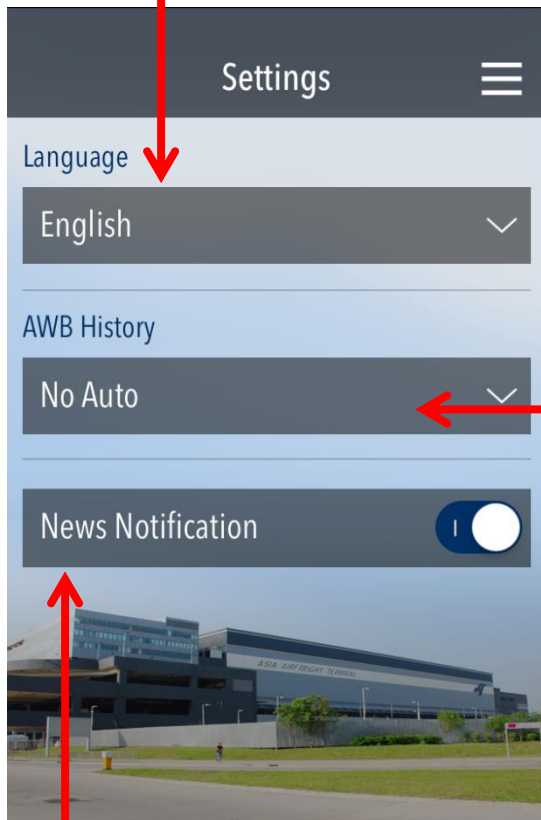 Settings
Language
English
AWB History
No Auto
News Notification
ASIA AIRFREIGHT TERMINAL